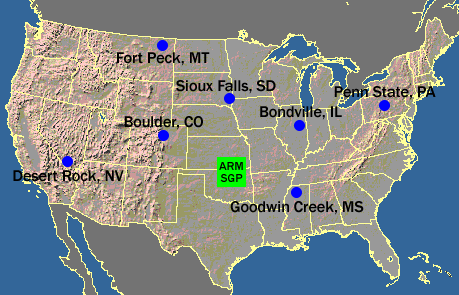 Fort Peck, MT
Sioux Falls, SD
Penn State, PA
Bondville, IL
Boulder, CO
ARM
SGP
Desert Rock, NV
Goodwin Creek, MS